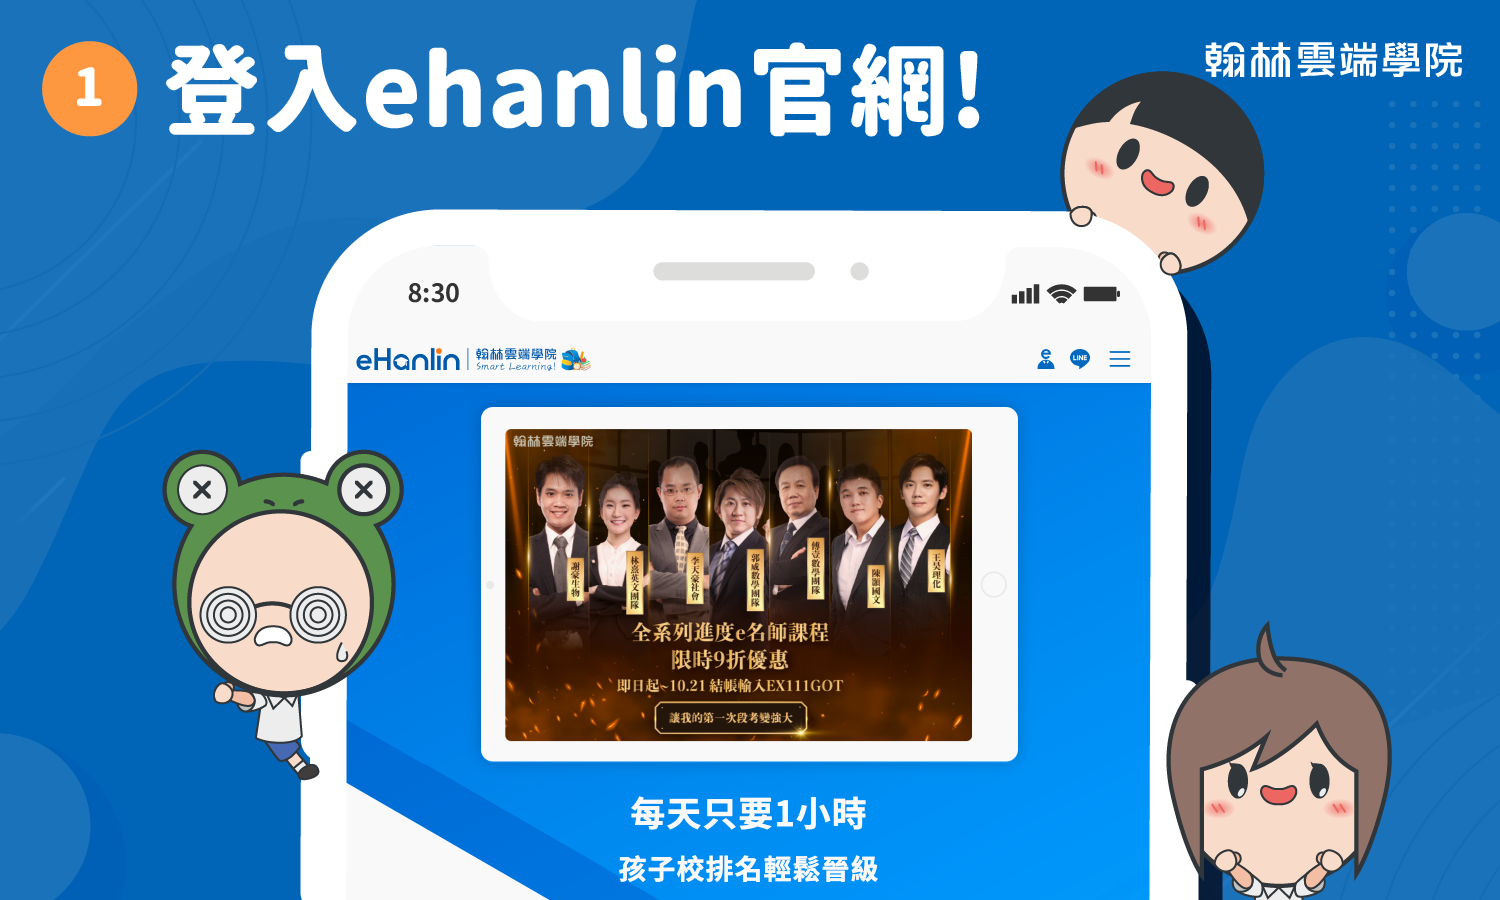 1 登入ehanlin官網!
翰林雲端學院
8:30
eHanlin 翰林雲端學院
Smart Learning!
LINE
翰林雲端學院
謝豪生物
林熹英文團隊
李天豪社會
郭威數學團隊
傅壹數學團隊
陳顥國文
王昊理化
全系列進度e名師課程
限時9折優惠
即日起~10.21 結帳輸入EX111GOT
讓我的第一次段考變強大
每天只要1小時
孩子校排名輕鬆晉級